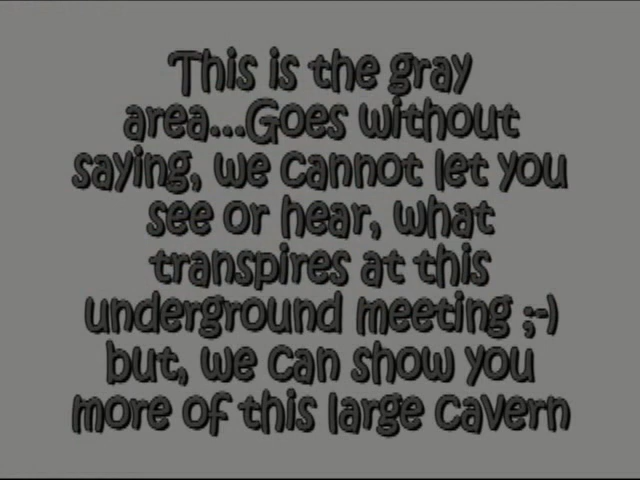 This is the gray
area...Goes without
saying, we cannot let you
see or hear, what
transpires at this
underground meeting ;-)
but, we can show you
more of this large cavern